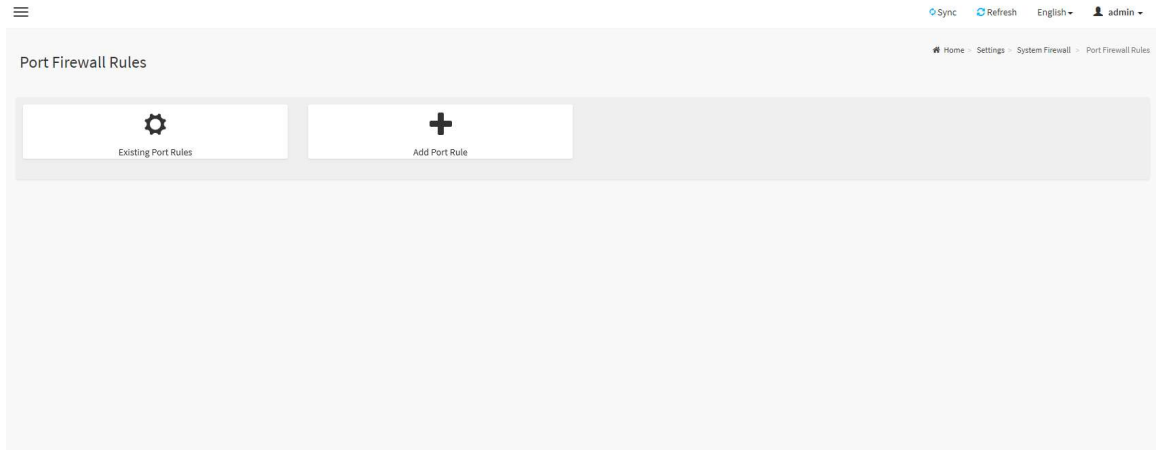 Sync Refresh English admin
Home > Settings > System Firewall > Port Firewall Rules
Port Firewall Rules
Existing Port Rules
Add Port Rule